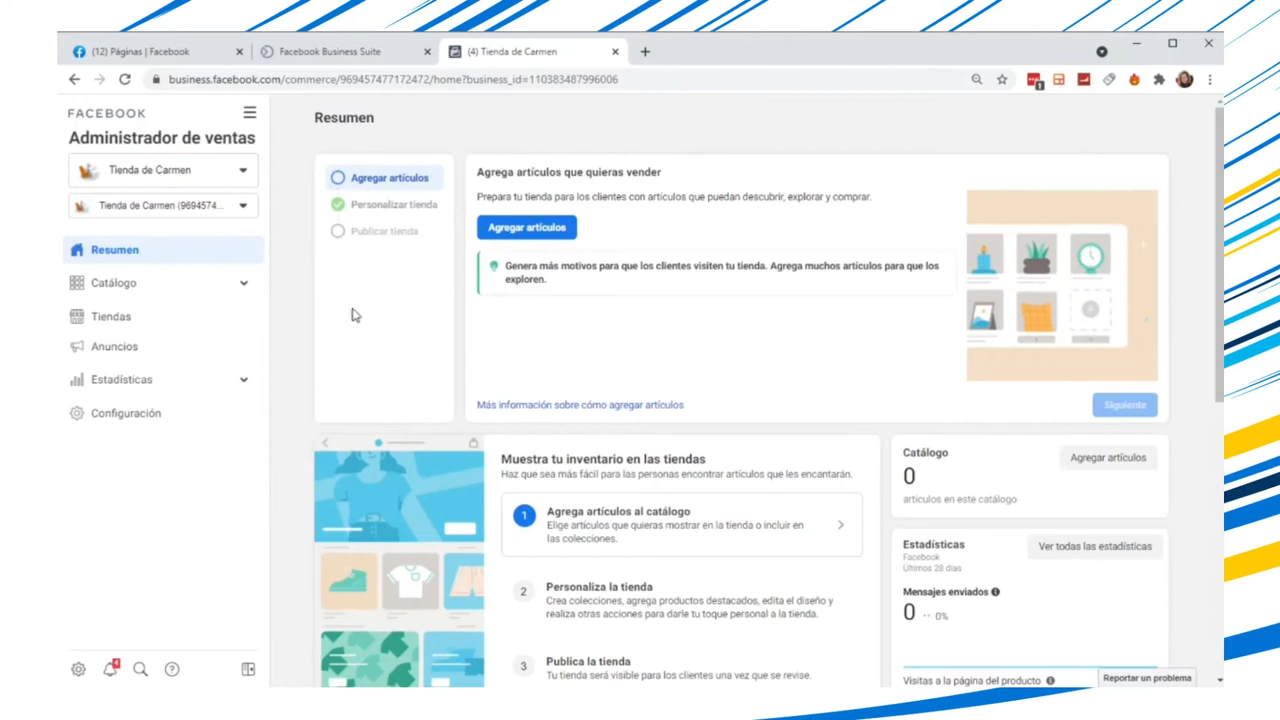 (12) Páginas | Facebook
Facebook Business Suite
(4) Tienda de Carmen
business.facebook.com/commerce/969457477172472/home?business_id=110383487996006
1
FACEBOOK
Administrador de ventas
Tienda de Carmen
Tienda de Carmen (9694574...
Resumen
Catálogo
Tiendas
Anuncios
Estadísticas
Configuración
4
Resumen
Agregar artículos
Personalizar tienda
Publicar tienda
Agrega artículos que quieras vender
Prepara tu tienda para los clientes con artículos que puedan descubrir, explorar y comprar.
Agregar artículos
Genera más motivos para que los clientes visiten tu tienda. Agrega muchos artículos para que los
exploren.
Más información sobre cómo agregar artículos
Siguiente
Muestra tu inventario en las tiendas
Haz que sea más fácil para las personas encontrar artículos que les encantarán.
1
Agrega artículos al catálogo
Elige artículos que quieras mostrar en la tienda o incluir en
las colecciones.
2
Personaliza la tienda
Crea colecciones, agrega productos destacados, edita el diseño y
realiza otras acciones para darle tu toque personal a la tienda.
3
Publica la tienda
Tu tienda será visible para los clientes una vez que se revise.
Catálogo
Agregar artículos
0
artículos en este catálogo
Estadísticas
Ver todas las estadísticas
Facebook
Últimos 28 días
Mensajes enviados
0 -- 0%
Visitas a la página del producto
Reportar un problema